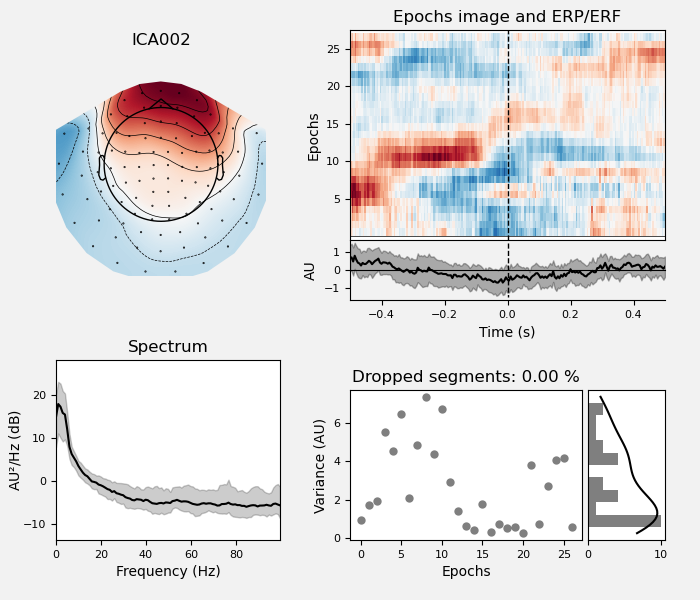 ICA002
Epochs image and ERP/ERF
Epochs
25
20
15
10
5
AU
1
0
−1
−0.4 −0.2 0.0 0.2 0.4
Time (s)
Spectrum
AU²/Hz (dB)
20
10
0
−10
0 20 40 60 80
Frequency (Hz)
Dropped segments: 0.00 %
Variance (AU)
6
4
2
0
0 5 10 15 20 25
Epochs
0 10